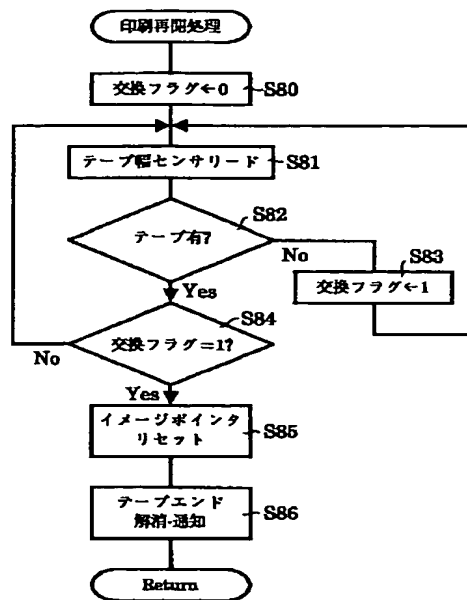 印刷再開処理
交換フラグ←0
S80
テープ幅センサリード
S81
テープ有?
S82
No
S83
交換フラグ←1
Yes
S84
交換フラグ=1?
No
Yes
イメージポインタ
リセット
S85
テープエンド
解消・通知
S86
Return